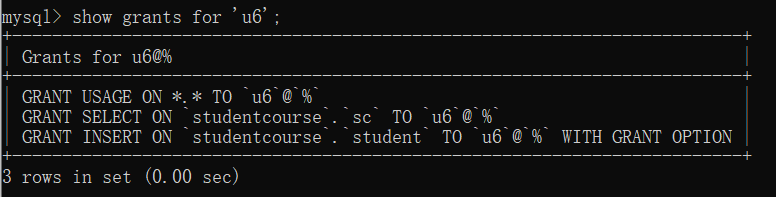 mysql> show grants for 'u6';
+--------------------------------------------------------------------------+
| Grants for u6@%                                                          |
+--------------------------------------------------------------------------+
| GRANT USAGE ON *.* TO `u6`@`%`                                           |
| GRANT SELECT ON `studentcourse`.`sc` TO `u6`@`%`                         |
| GRANT INSERT ON `studentcourse`.`student` TO `u6`@`%` WITH GRANT OPTION |
+--------------------------------------------------------------------------+
3 rows in set (0.00 sec)